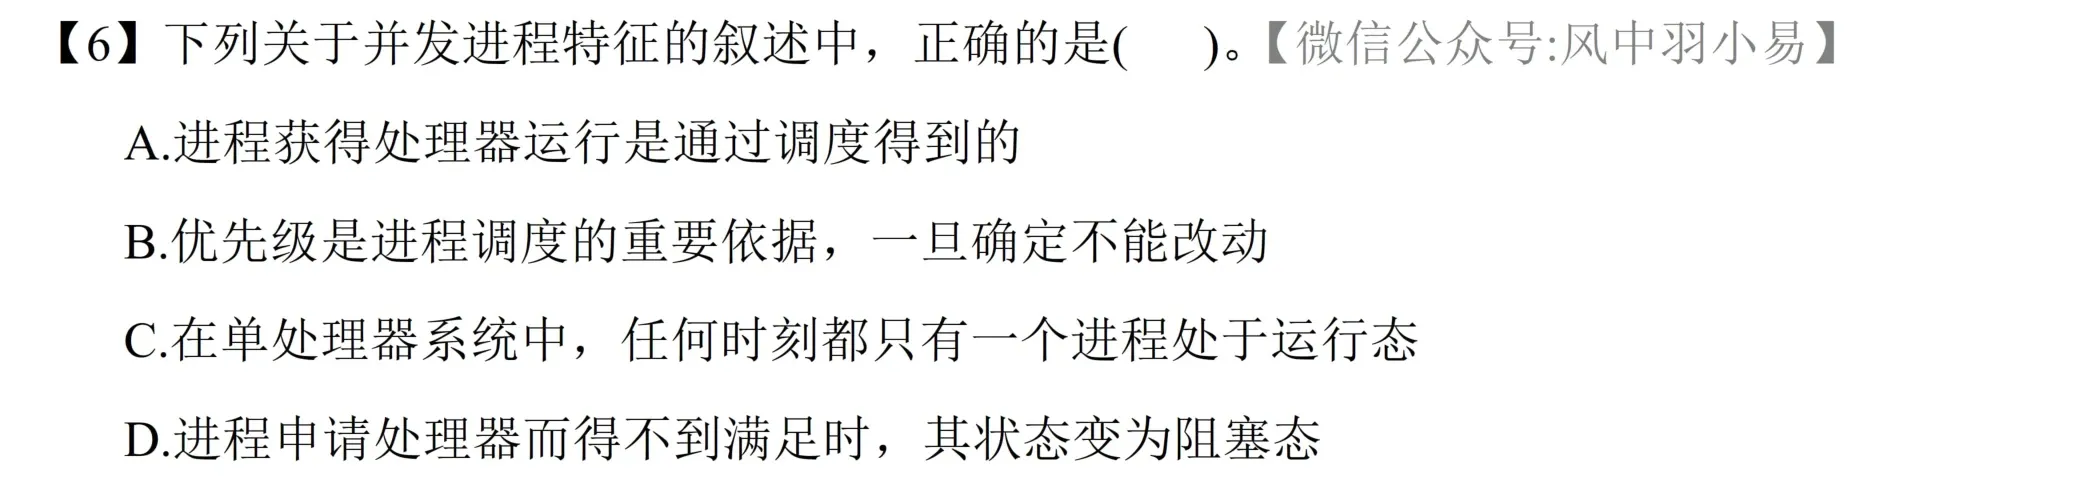 【6】下列关于并发进程特征的叙述中，正确的是(    )。【微信公众号:风中羽小易】
A.进程获得处理器运行是通过调度得到的
B.优先级是进程调度的重要依据，一旦确定不能改动
C.在单处理器系统中，任何时刻都只有一个进程处于运行态
D.进程申请处理器而得不到满足时，其状态变为阻塞态